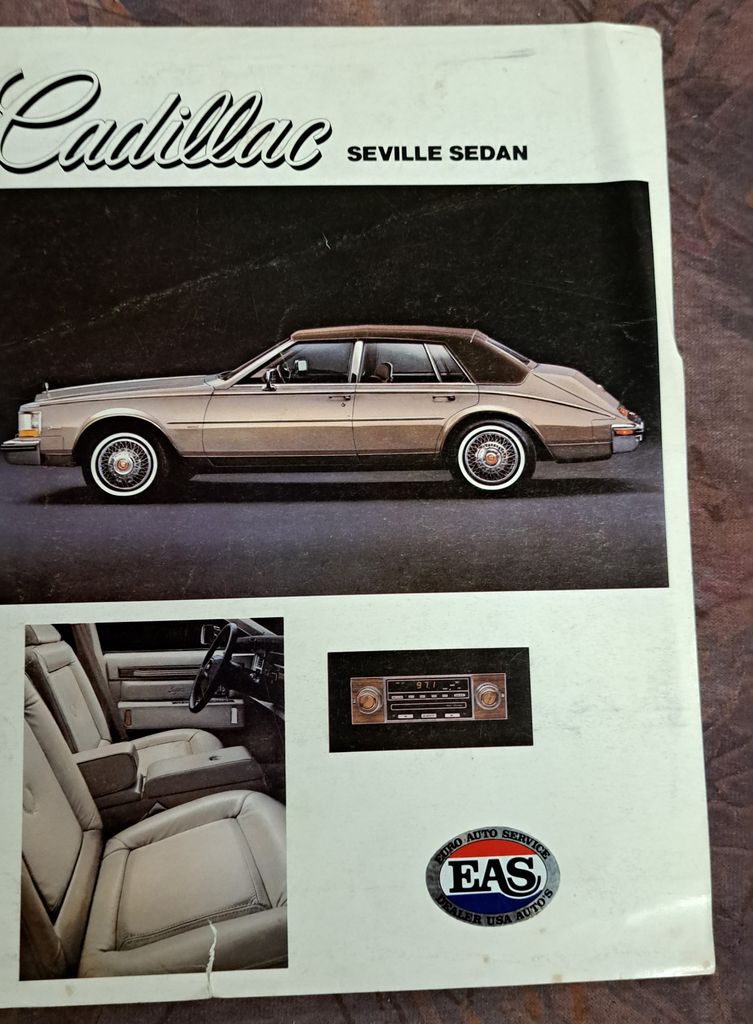 Cadillac SEVILLE SEDAN
97.1
EURO AUTO SERVICE
EAS
DEALER USA AUTO'S